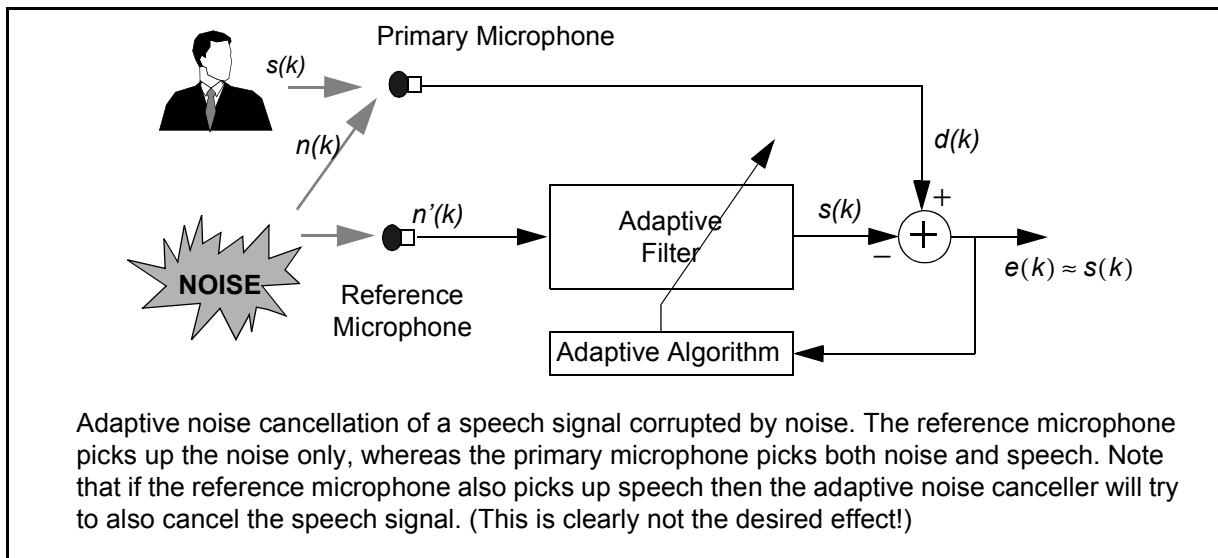 Primary Microphone
s(k)
n(k)
d(k)
+
n'(k)
Adaptive
Filter
s(k)
+
–
e(k) ≈ s(k)
NOISE
Reference
Microphone
Adaptive Algorithm
Adaptive noise cancellation of a speech signal corrupted by noise. The reference microphone
picks up the noise only, whereas the primary microphone picks both noise and speech. Note
that if the reference microphone also picks up speech then the adaptive noise canceller will try
to also cancel the speech signal. (This is clearly not the desired effect!)